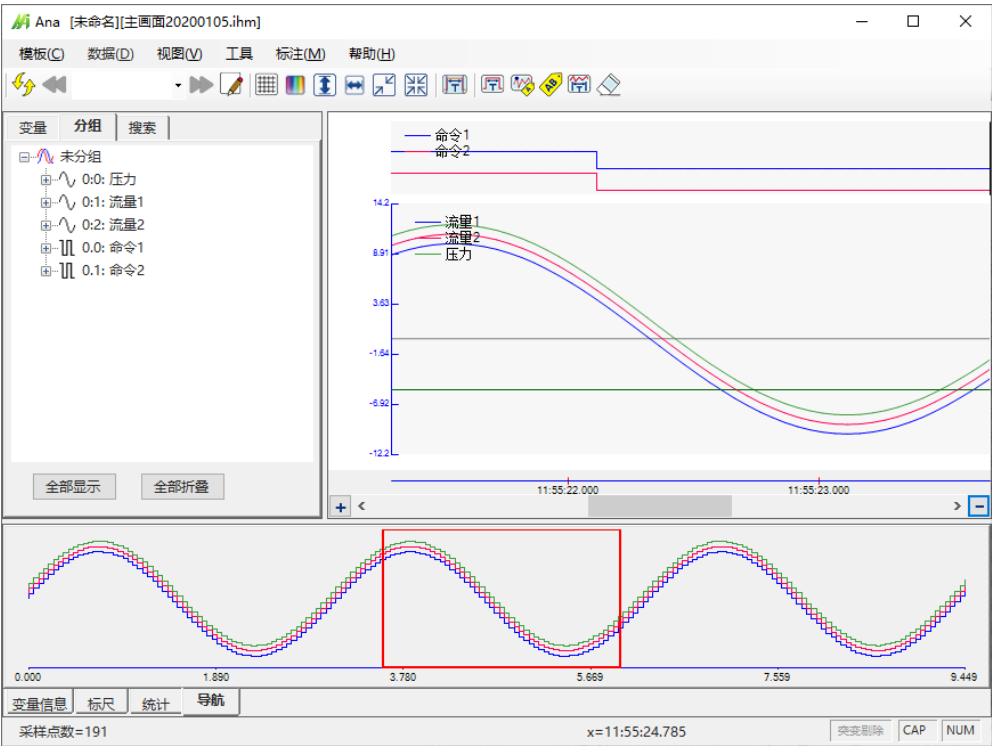 Ana [未命名][主画面20200105.ihm]
模板(C) 数据(D) 视图(V) 工具 标注(M) 帮助(H)
变量 分组 搜索
未分组
0:0: 压力
0:1: 流量1
0:2: 流量2
0.0: 命令1
0.1: 命令2
全部显示 全部折叠
命令1
命令2
14.2
流量1
流量2
8.91
压力
3.63
-1.64
-6.92
-12.2
11:55:22.000 11:55:23.000
0.000 1.890 3.780 5.669 7.559 9.449
变量信息 标尺 统计 导航
采样点数=191 x=11:55:24.785 突变剔除 CAP NUM